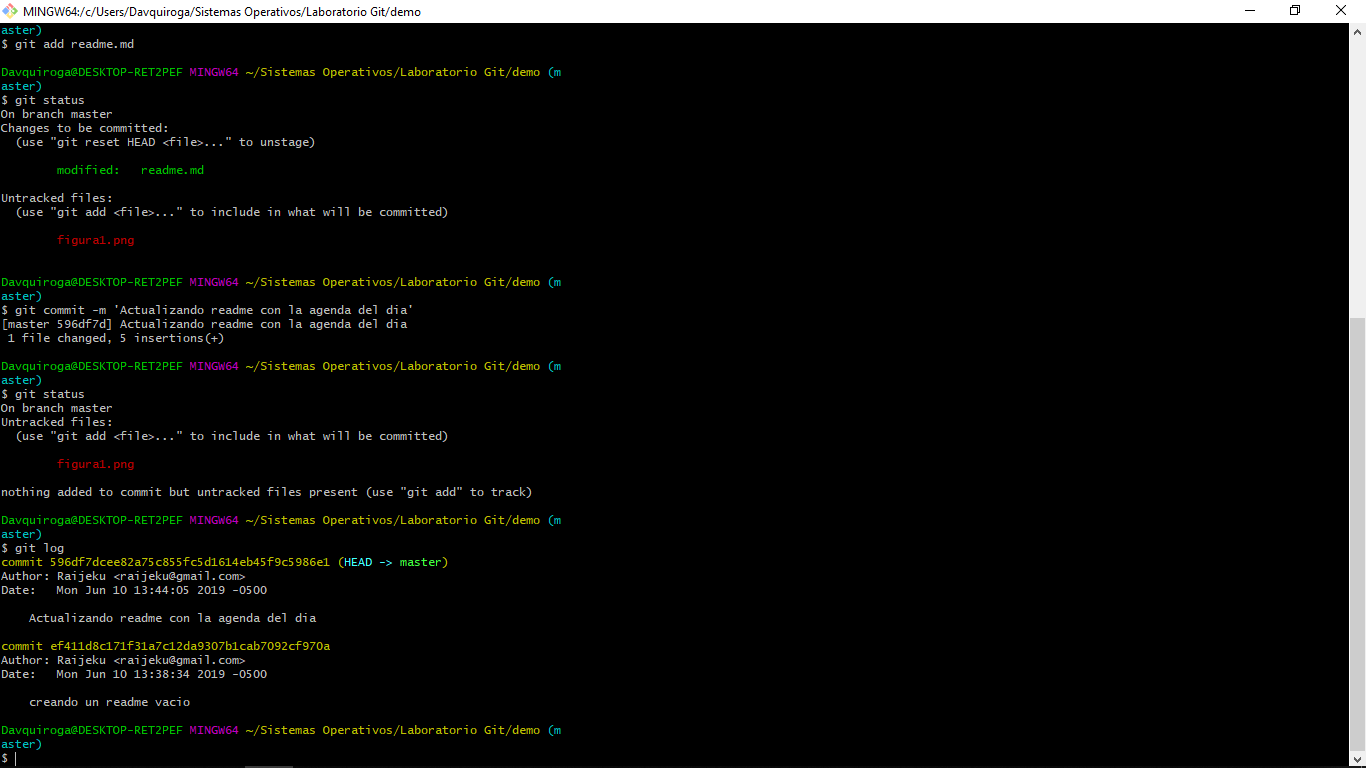 MINGW64:/c/Users/Davquiroga/Sistemas Operativos/Laboratorio Git/demo
aster)
$ git add readme.md
Davquiroga@DESKTOP-RET2PEF MINGW64 ~/Sistemas Operativos/Laboratorio Git/demo (m
aster)
$ git status
On branch master
Changes to be committed:
  (use "git reset HEAD <file>..." to unstage)
        modified:   readme.md
Untracked files:
  (use "git add <file>..." to include in what will be committed)
        figura1.png
Davquiroga@DESKTOP-RET2PEF MINGW64 ~/Sistemas Operativos/Laboratorio Git/demo (m
aster)
$ git commit -m 'Actualizando readme con la agenda del dia'
[master 596df7d] Actualizando readme con la agenda del dia
 1 file changed, 5 insertions(+)
Davquiroga@DESKTOP-RET2PEF MINGW64 ~/Sistemas Operativos/Laboratorio Git/demo (m
aster)
$ git status
On branch master
Untracked files:
  (use "git add <file>..." to include in what will be committed)
        figura1.png
nothing added to commit but untracked files present (use "git add" to track)
Davquiroga@DESKTOP-RET2PEF MINGW64 ~/Sistemas Operativos/Laboratorio Git/demo (m
aster)
$ git log
commit 596df7dcee82a75c855fc5d1614eb45f9c5986e1 (HEAD -> master)
Author: Raijeku <raijeku@gmail.com>
Date:   Mon Jun 10 13:44:05 2019 -0500
    Actualizando readme con la agenda del dia
commit ef411d8c171f31a7c12da9307b1cab7092cf970a
Author: Raijeku <raijeku@gmail.com>
Date:   Mon Jun 10 13:38:34 2019 -0500
    creando un readme vacio
Davquiroga@DESKTOP-RET2PEF MINGW64 ~/Sistemas Operativos/Laboratorio Git/demo (m
aster)
$